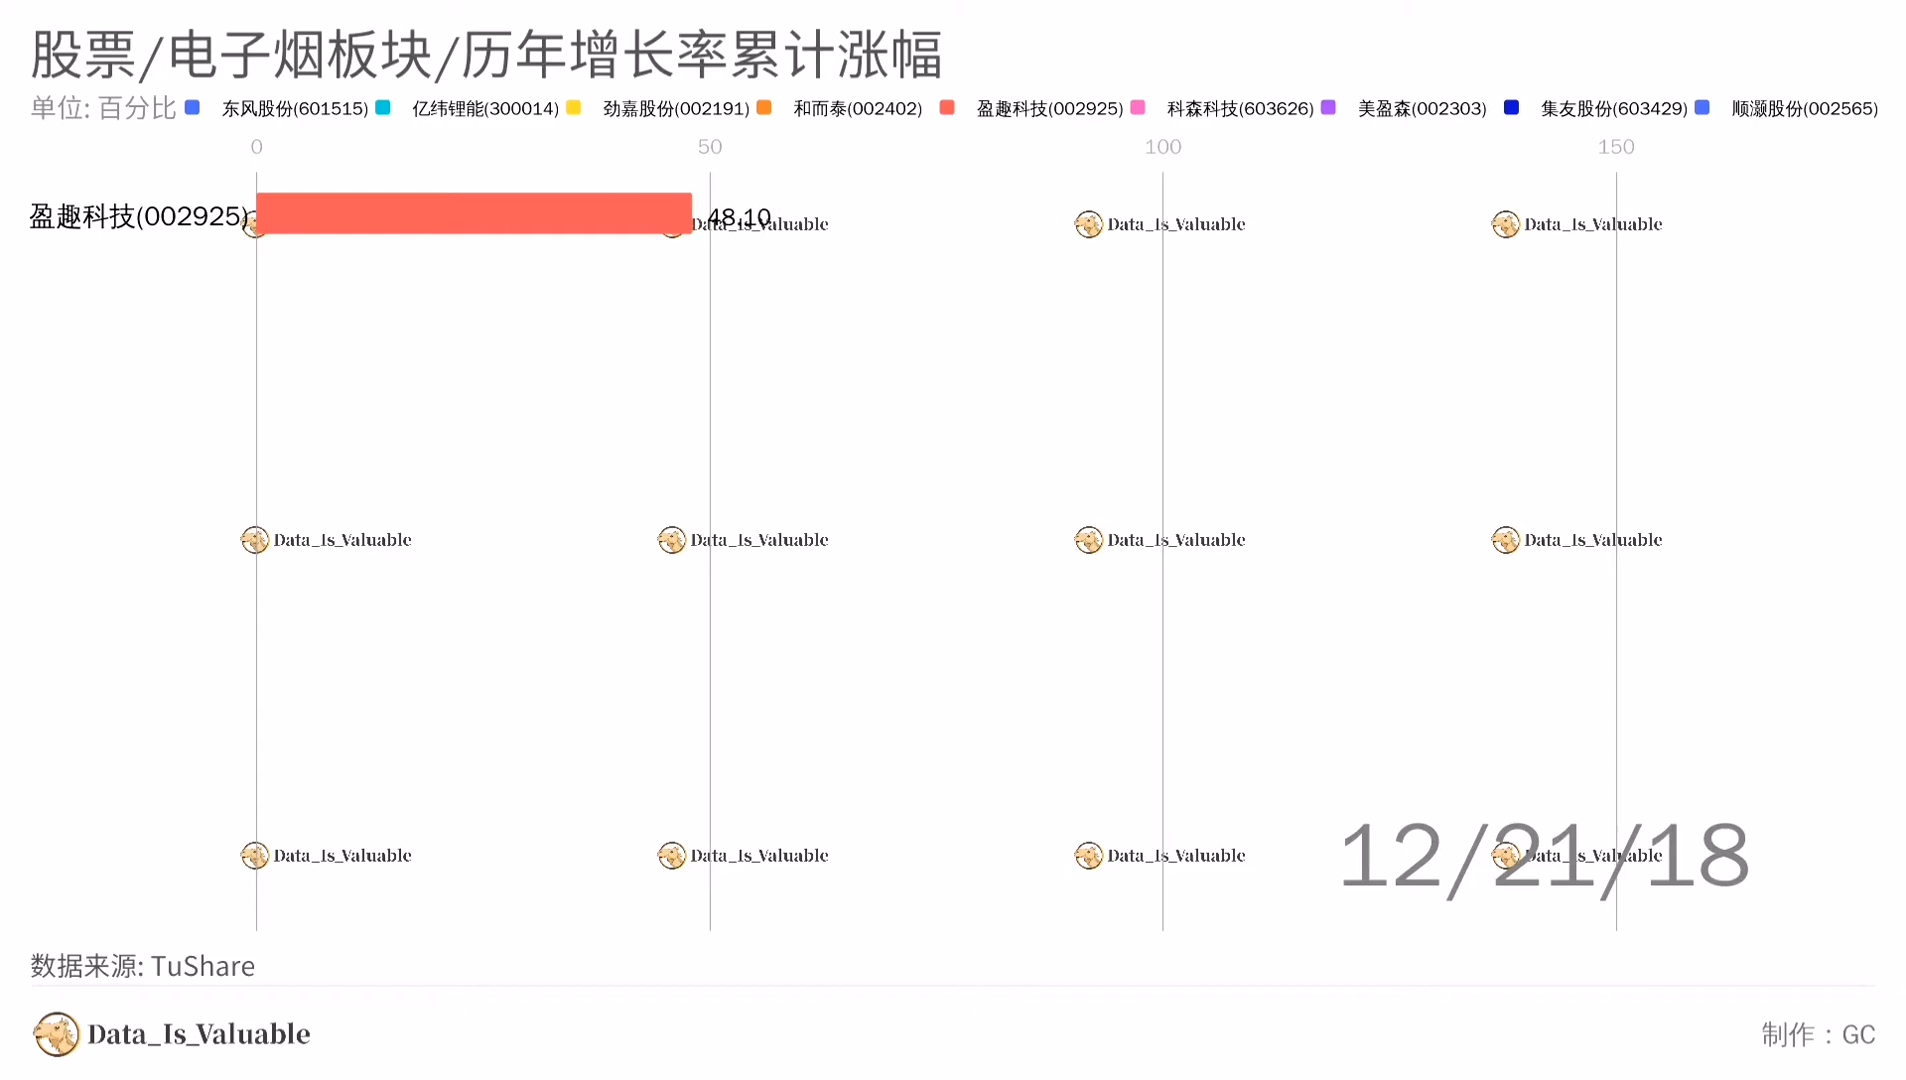 股票/电子烟板块/历年增长率累计涨幅
单位: 百分比 东风股份(601515) 亿纬锂能(300014) 劲嘉股份(002191) 和而泰(002402) 盈趣科技(002925) 科森科技(603626) 美盈森(002303) 集友股份(603429) 顺灏股份(002565)
0 50 100 150
盈趣科技(002925) 48.10
Data_Is_Valuable Data_Is_Valuable Data_Is_Valuable
Data_Is_Valuable Data_Is_Valuable Data_Is_Valuable Data_Is_Valuable
Data_Is_Valuable Data_Is_Valuable Data_Is_Valuable Data_Is_Valuable
12/21/18
数据来源: TuShare
Data_Is_Valuable
制作：GC